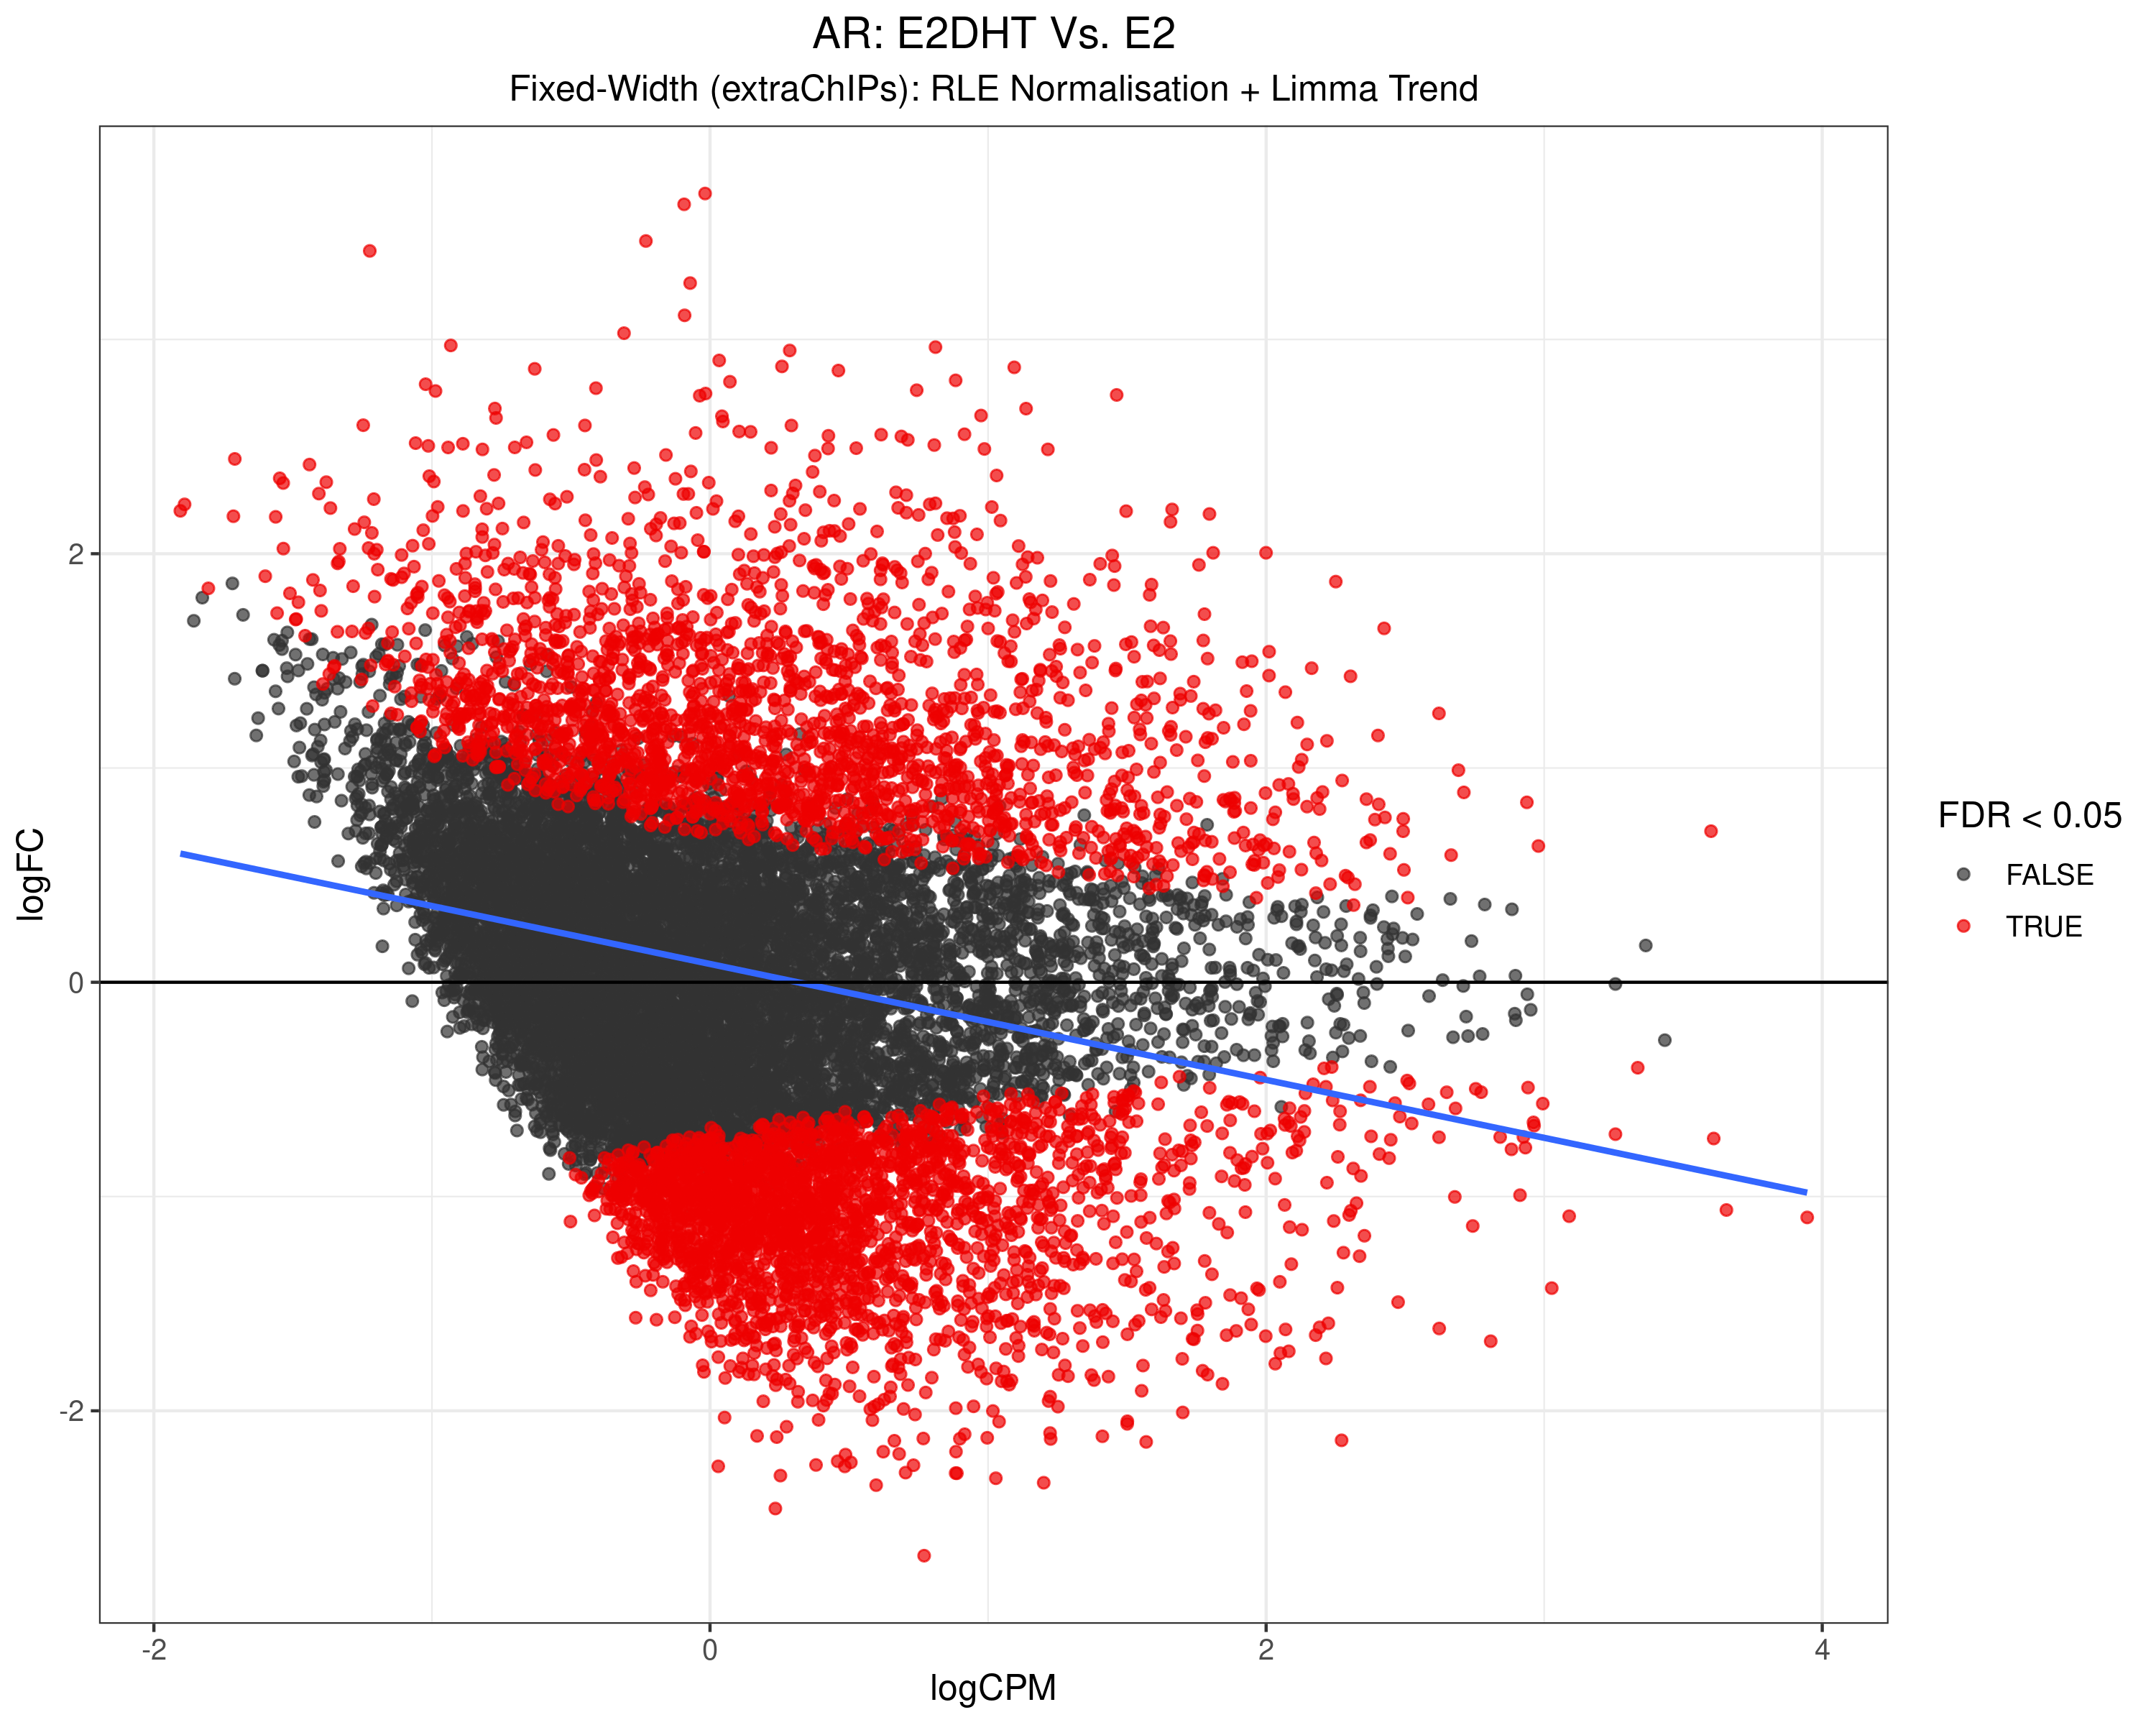 AR: E2DHT Vs. E2
Fixed-Width (extraChIPs): RLE Normalisation + Limma Trend
logFC
2
0
-2
-2
0
2
4
logCPM
FDR < 0.05
FALSE
TRUE